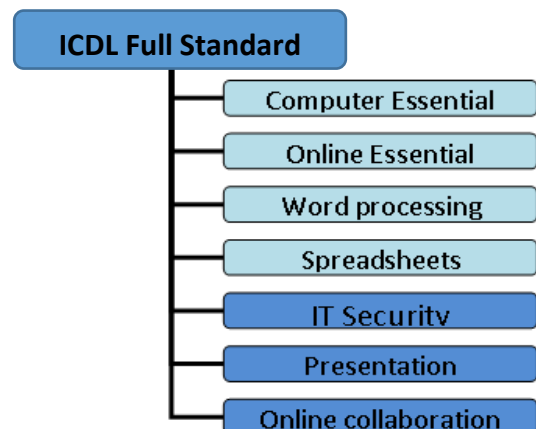 ICDL Full Standard
Computer Essential
Online Essential
Word processing
Spreadsheets
IT Security
Presentation
Online collaboration